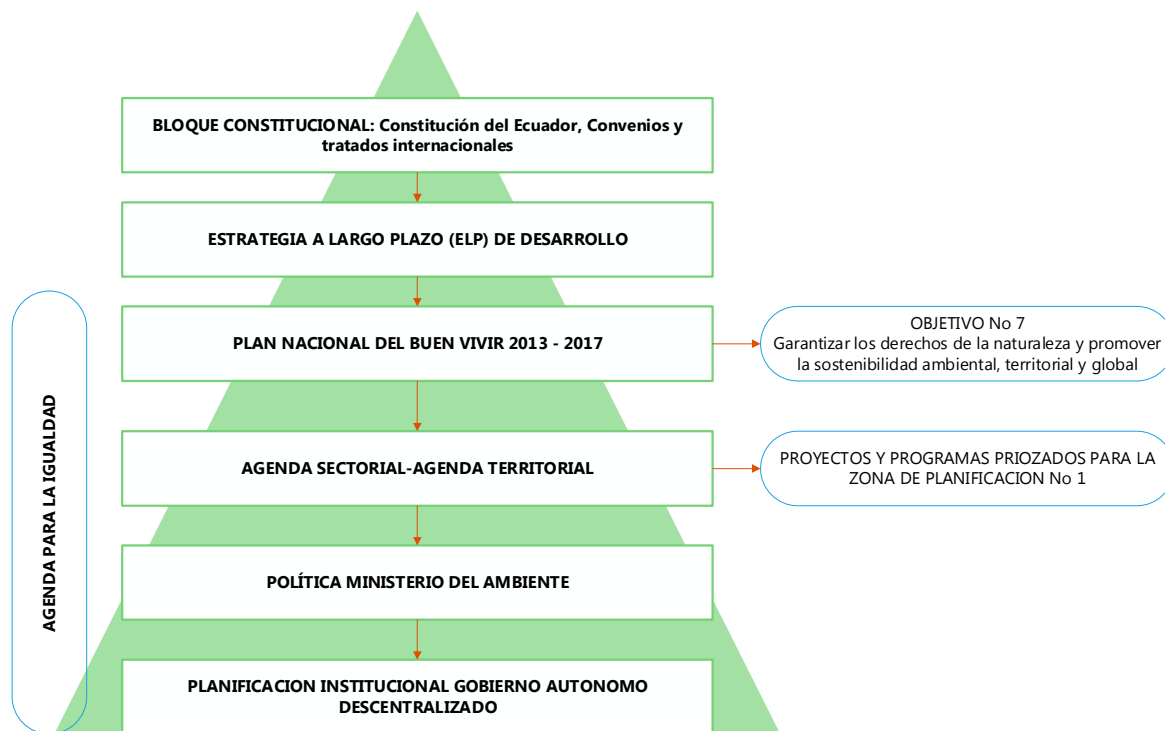 BLOQUE CONSTITUCIONAL: Constitución del Ecuador, Convenios y
tratados internacionales
ESTRATEGIA A LARGO PLAZO (ELP) DE DESARROLLO
PLAN NACIONAL DEL BUEN VIVIR 2013 - 2017
OBJETIVO No 7
Garantizar los derechos de la naturaleza y promover
la sostenibilidad ambiental, territorial y global
AGENDA PARA LA IGUALDAD
AGENDA SECTORIAL-AGENDA TERRITORIAL
PROYECTOS Y PROGRAMAS PRIOZADOS PARA LA
ZONA DE PLANIFICACION No 1
POLÍTICA MINISTERIO DEL AMBIENTE
PLANIFICACION INSTITUCIONAL GOBIERNO AUTONOMO
DESCENTRALIZADO